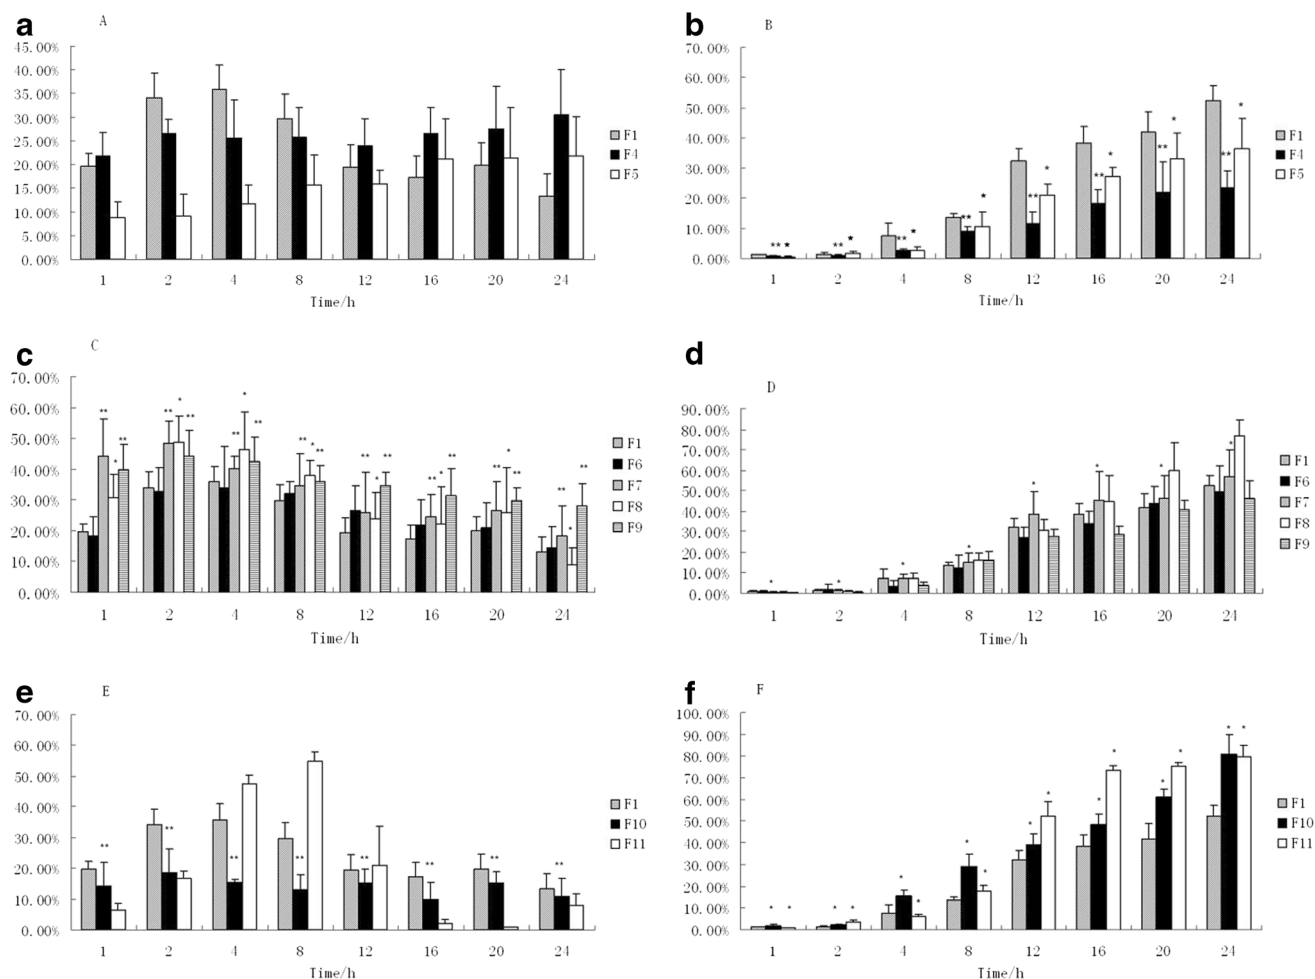 a
A
45.00%
40.00%
35.00%
30.00%
25.00%
20.00%
15.00%
10.00%
5.00%
0.00%
1 2 4 8 12 16 20 24
Time/h
F1
F4
F5
b
B
70.00%
60.00%
50.00%
40.00%
30.00%
20.00%
10.00%
0.00%
** *
** *
** *
** *
** *
** *
** *
** *
1 2 4 8 12 16 20 24
Time/h
F1
F4
F5
c
C
70.00%
60.00%
50.00%
40.00%
30.00%
20.00%
10.00%
0.00%
** * **
** * **
** * **
** * **
** * **
** * **
** * **
** * **
1 2 4 8 12 16 20 24
Time/h
F1
F6
F7
F8
F9
d
D
90.00%
80.00%
70.00%
60.00%
50.00%
40.00%
30.00%
20.00%
10.00%
0.00%
* * * * * * * *
1 2 4 8 12 16 20 24
Time/h
F1
F6
F7
F8
F9
e
E
70.00%
60.00%
50.00%
40.00%
30.00%
20.00%
10.00%
0.00%
** ** ** ** ** ** ** **
1 2 4 8 12 16 20 24
Time/h
F1
F10
F11
f
F
100.00%
90.00%
80.00%
70.00%
60.00%
50.00%
40.00%
30.00%
20.00%
10.00%
0.00%
* *
* *
* *
* *
* *
* *
* *
* *
1 2 4 8 12 16 20 24
Time/h
F1
F10
F11